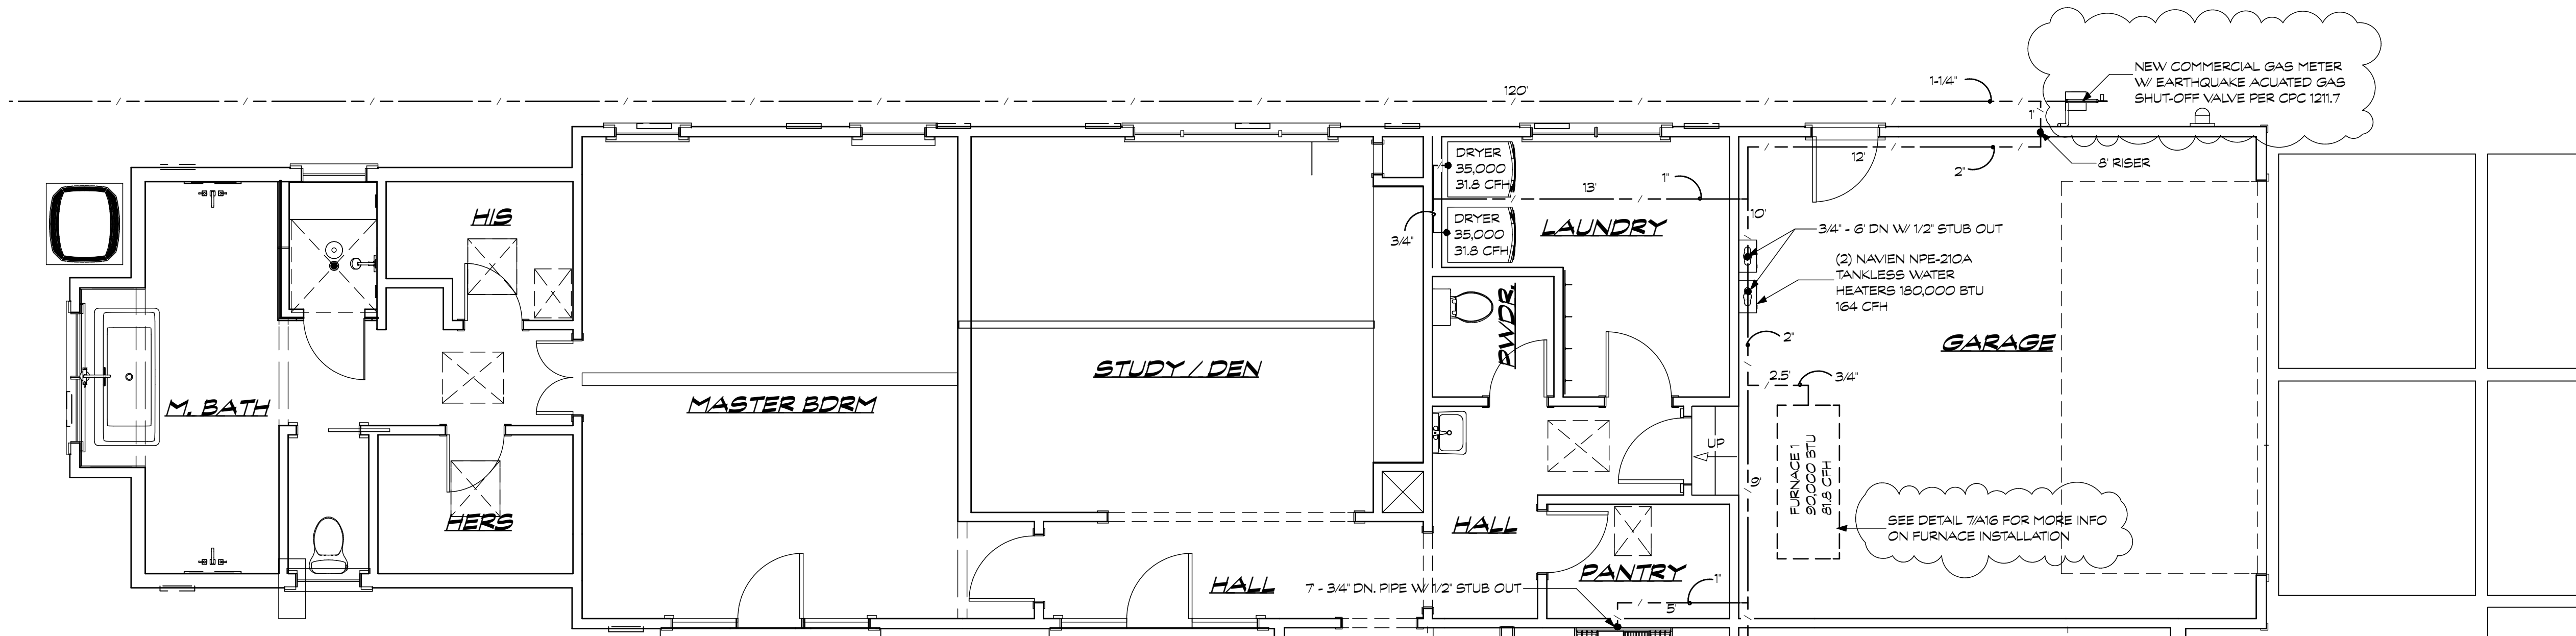 NEW COMMERCIAL GAS METER
W/ EARTHQUAKE ACUATED GAS
SHUT-OFF VALVE PER CPC 1211.7
1-1/4"
120'
1'
8' RISER
12'
2"
DRYER
35,000
31.8 CFH
13'
1"
HIS
10'
DRYER
35,000
31.8 CFH
LAUNDRY
3/4"
3/4" - 6' DN W/ 1/2" STUB OUT
(2) NAVIEN NPE-210A
TANKLESS WATER
HEATERS 180,000 BTU
164 CFH
PWDR.
2"
GARAGE
STUDY / DEN
2.5'
3/4"
M. BATH
MASTER BDRM
UP
FURNACE 1
90,000 BTU
81.8 CFH
9'
HERS
HALL
SEE DETAIL 7/A16 FOR MORE INFO
ON FURNACE INSTALLATION
PANTRY
1"
HALL
7 - 3/4" DN. PIPE W/ 1/2" STUB OUT
5'